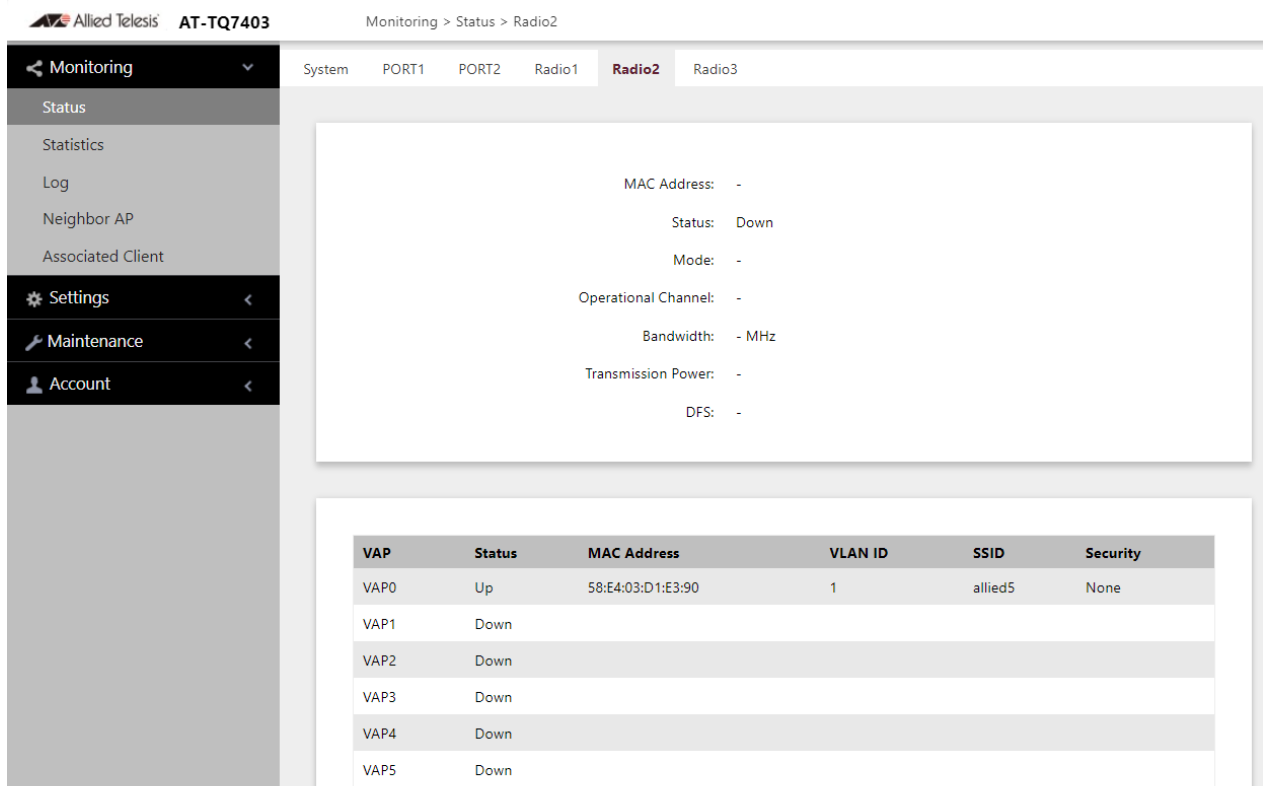 Allied Telesis AT-TQ7403 Monitoring > Status > Radio2
Monitoring
Status
Statistics
Log
Neighbor AP
Associated Client
Settings
Maintenance
Account
System PORT1 PORT2 Radio1 Radio2 Radio3
MAC Address: -
Status: Down
Mode: -
Operational Channel: -
Bandwidth: - MHz
Transmission Power: -
DFS: -
VAP Status MAC Address VLAN ID SSID Security
VAP0 Up 58:E4:03:D1:E3:90 1 allied5 None
VAP1 Down
VAP2 Down
VAP3 Down
VAP4 Down
VAP5 Down